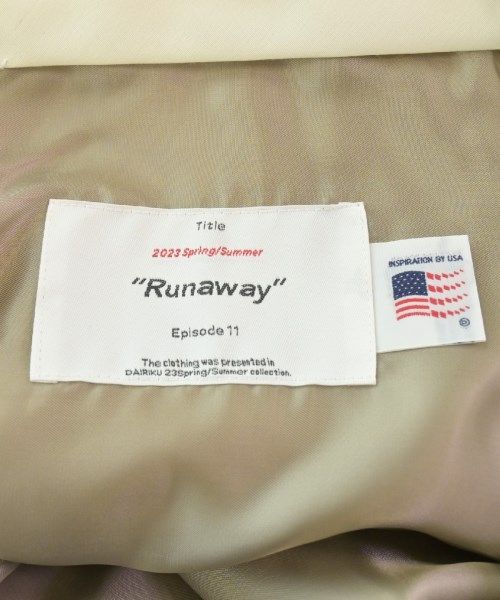 Title
2023 Spring/Summer
"Runaway"
Episode 11
The clothing was presented in
DAIRIKU 23Spring/Summer collection.
INSPIRATION BY USA
®